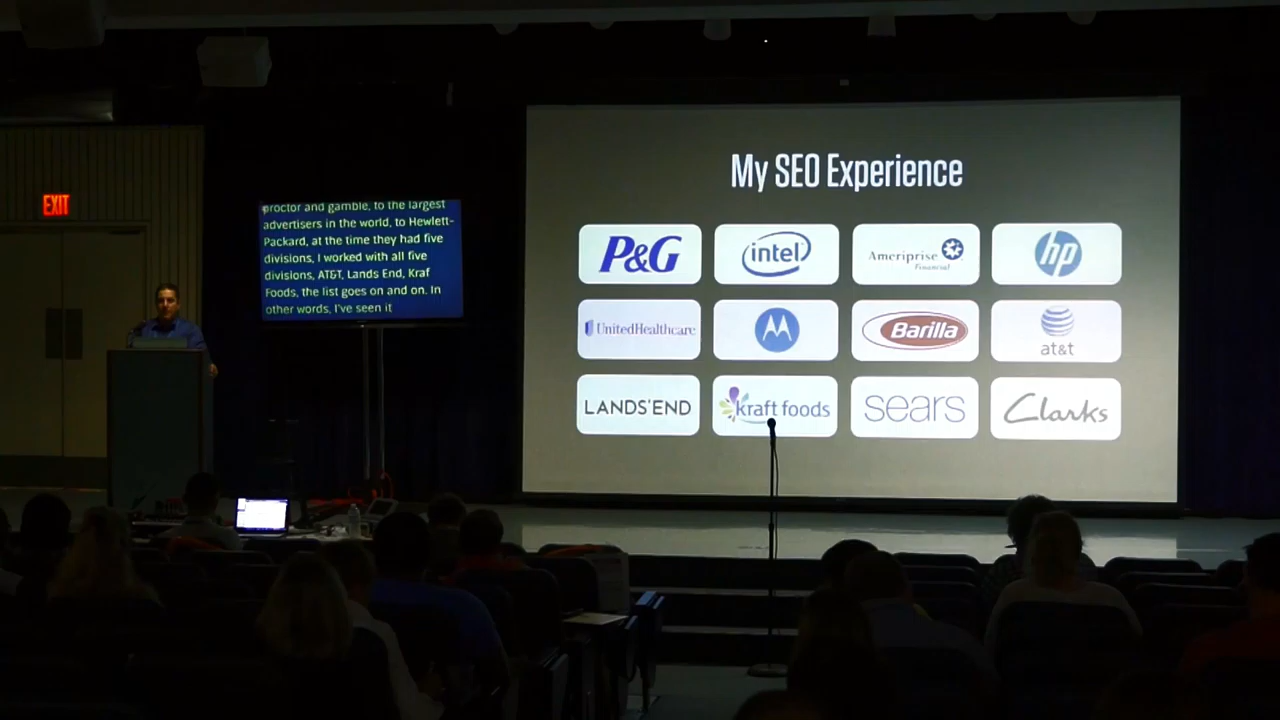 EXIT
proctor and gamble, to the largest
advertisers in the world, to Hewlett-
Packard, at the time they had five
divisions, I worked with all five
divisions, AT&T, Lands End, Kraf
Foods, the list goes on and on. In
other words, I've seen it
My SEO Experience
P&G
intel
Ameriprise
Financial
hp
UnitedHealthcare
M
Barilla
at&t
LANDS'END
kraft foods
sears
Clarks